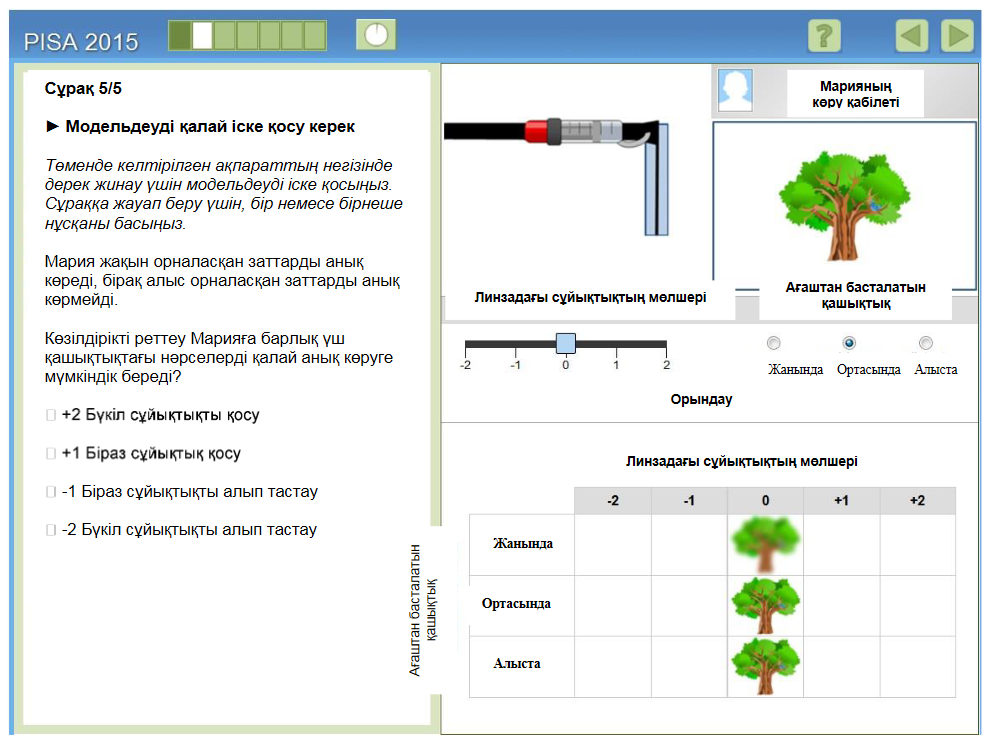 PISA 2015
?
Сұрақ 5/5
► Модельдеуді қалай іске қосу керек
Төменде келтірілген ақпараттың негізінде
дерек жинау үшін модельдеуді іске қосыңыз.
Сұраққа жауап беру үшін, бір немесе бірнеше
нұсқаны басыңыз.
Мария жақын орналасқан заттарды анық
көреді, бірақ алыс орналасқан заттарды анық
көрмейді.
Көзілдірікті реттеу Марияға барлық үш
қашықтықтағы нәрселерді қалай анық көруге
мүмкіндік береді?
+2 Бүкіл сұйықтықты қосу
+1 Біраз сұйықтық қосу
-1 Біраз сұйықтықты алып тастау
-2 Бүкіл сұйықтықты алып тастау
Марияның
көру қабілеті
Линзадағы сұйықтықтың мөлшері
Ағаштан басталатын
қашықтық
-2 -1 0 1 2
Жанында Ортасында Алыста
Орындау
Линзадағы сұйықтықтың мөлшері
-2 -1 0 +1 +2
Ағаштан басталатын
қашықтық
Жанында
Ортасында
Алыста